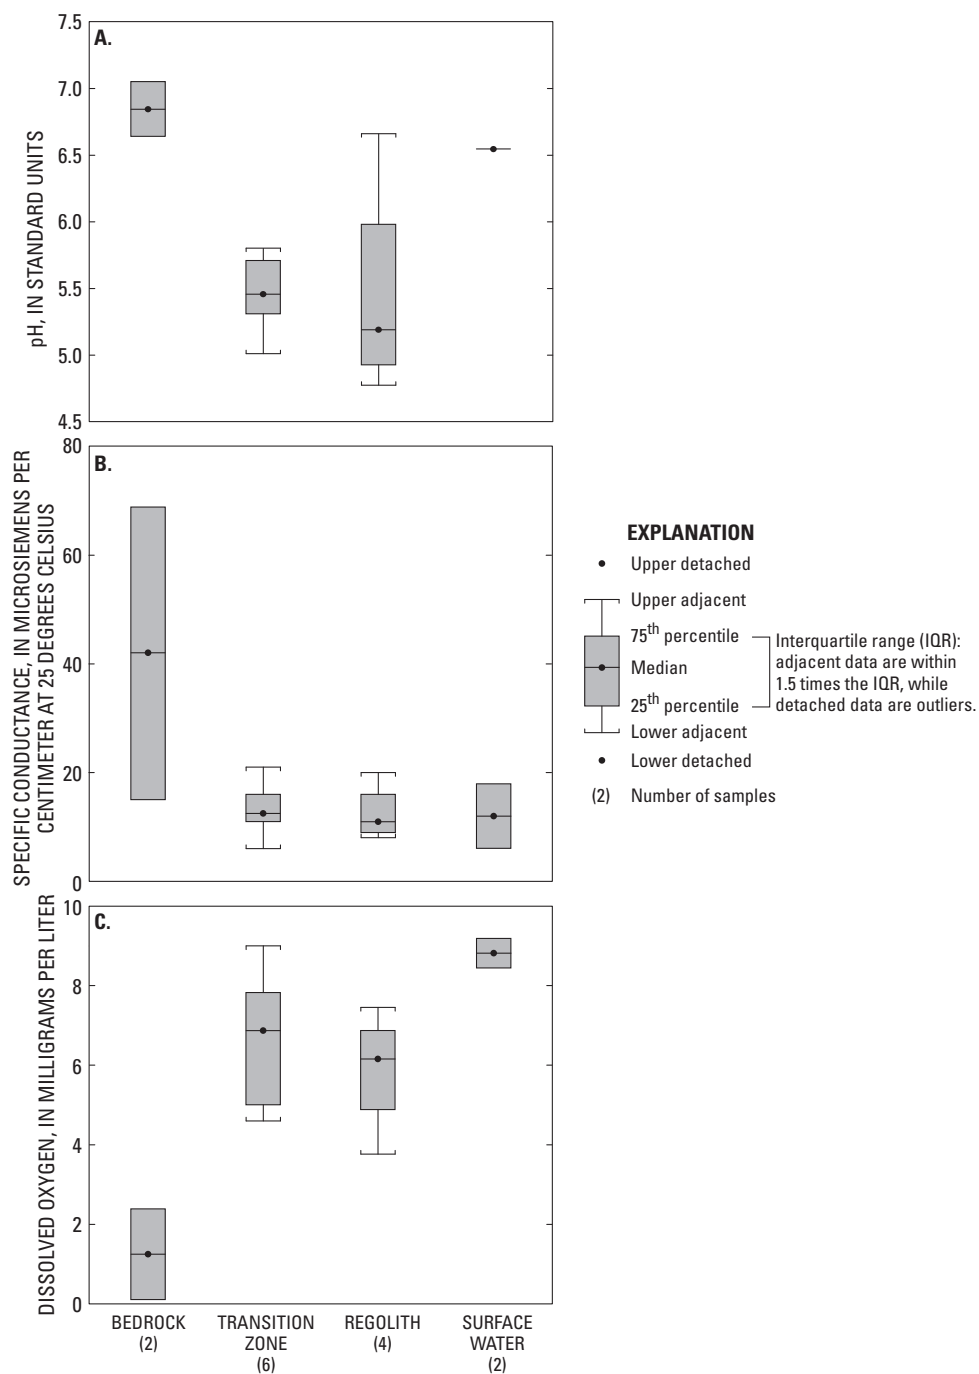 A.
pH, IN STANDARD UNITS
7.5
7.0
6.5
6.0
5.5
5.0
4.5
B.
SPECIFIC CONDUCTANCE, IN MICROSIEMENS PER
CENTIMETER AT 25 DEGREES CELSIUS
80
60
40
20
0
EXPLANATION
Upper detached
Upper adjacent
75th percentile
Median
25th percentile
Lower adjacent
Lower detached
(2) Number of samples
Interquartile range (IQR):
adjacent data are within
1.5 times the IQR, while
detached data are outliers.
C.
DISSOLVED OXYGEN, IN MILLIGRAMS PER LITER
10
8
6
4
2
0
BEDROCK
(2)
TRANSITION
ZONE
(6)
REGOLITH
(4)
SURFACE
WATER
(2)